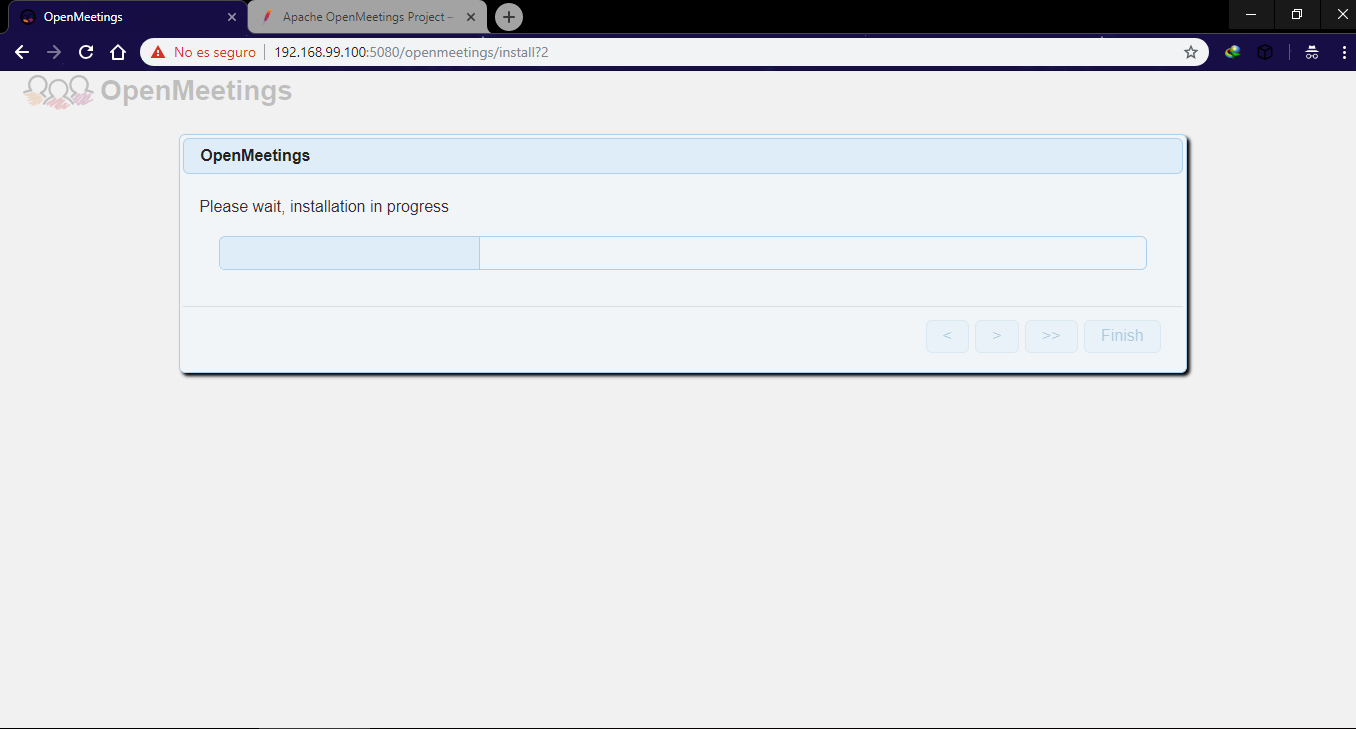 OpenMeetings
Apache OpenMeetings Project –
No es seguro
192.168.99.100:5080/openmeetings/install?2
OpenMeetings
OpenMeetings
Please wait, installation in progress
< > >> Finish